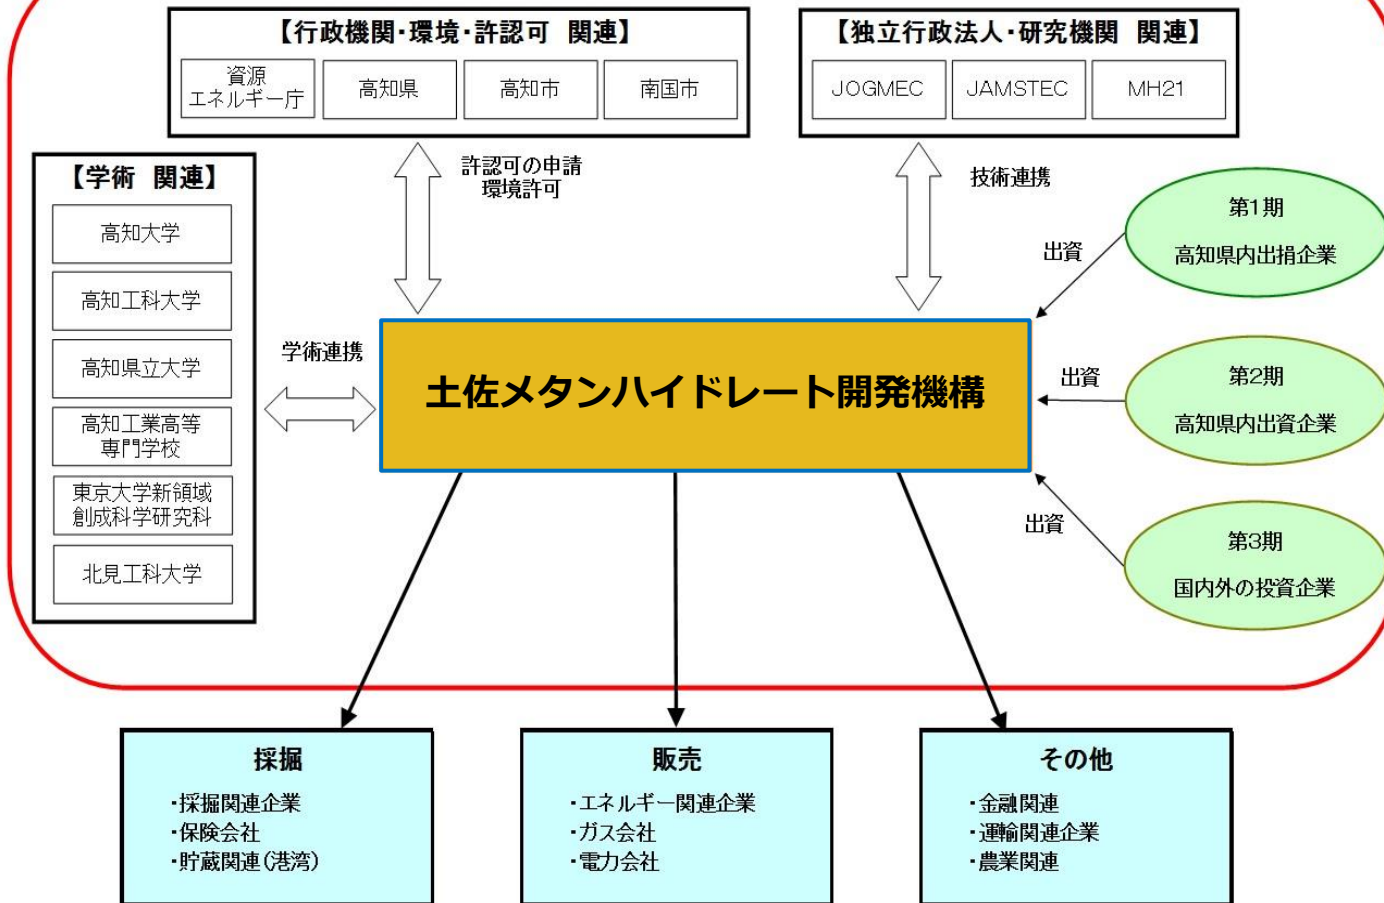 【行政機関・環境・許認可 関連】
資源
エネルギー庁
高知県
高知市
南国市
【独立行政法人・研究機関 関連】
JOGMEC
JAMSTEC
MH21
【学術 関連】
高知大学
高知工科大学
高知県立大学
高知工業高等
専門学校
東京大学新領域
創成科学研究科
北見工科大学
許認可の申請
環境許可
技術連携
学術連携
土佐メタンハイドレート開発機構
出資
第1期
高知県内出捐企業
出資
第2期
高知県内出資企業
出資
第3期
国内外の投資企業
採掘
・採掘関連企業
・保険会社
・貯蔵関連(港湾)
販売
・エネルギー関連企業
・ガス会社
・電力会社
その他
・金融関連
・運輸関連企業
・農業関連